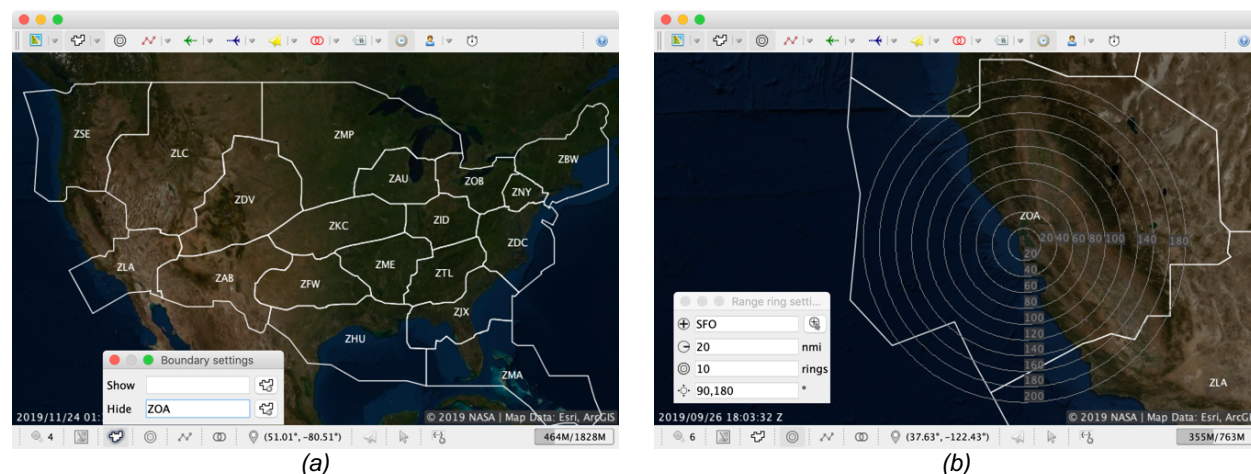 ZSE
ZLC
ZMP
ZBW
ZAU
ZOB
ZNY
ZDV
ZKC
ZID
ZDC
ZLA
ZAB
ZFW
ZME
ZTL
ZJX
ZHU
ZMA
Boundary settings
Show
Hide ZOA
2019/11/24 01:
© 2019 NASA | Map Data: Esri, ArcGIS
4 (51.01°, -80.51°) 464M/1828M
(a)
ZOA
20 40 60 80 100 140 180
20
40
60
80
100
120
140
160
180
200
Range ring setti...
SFO
20 nmi
10 rings
90,180 °
ZLA
2019/09/26 18:03:32 Z
© 2019 NASA | Map Data: Esri, ArcGIS
6 (37.63°, -122.43°) 355M/763M
(b)